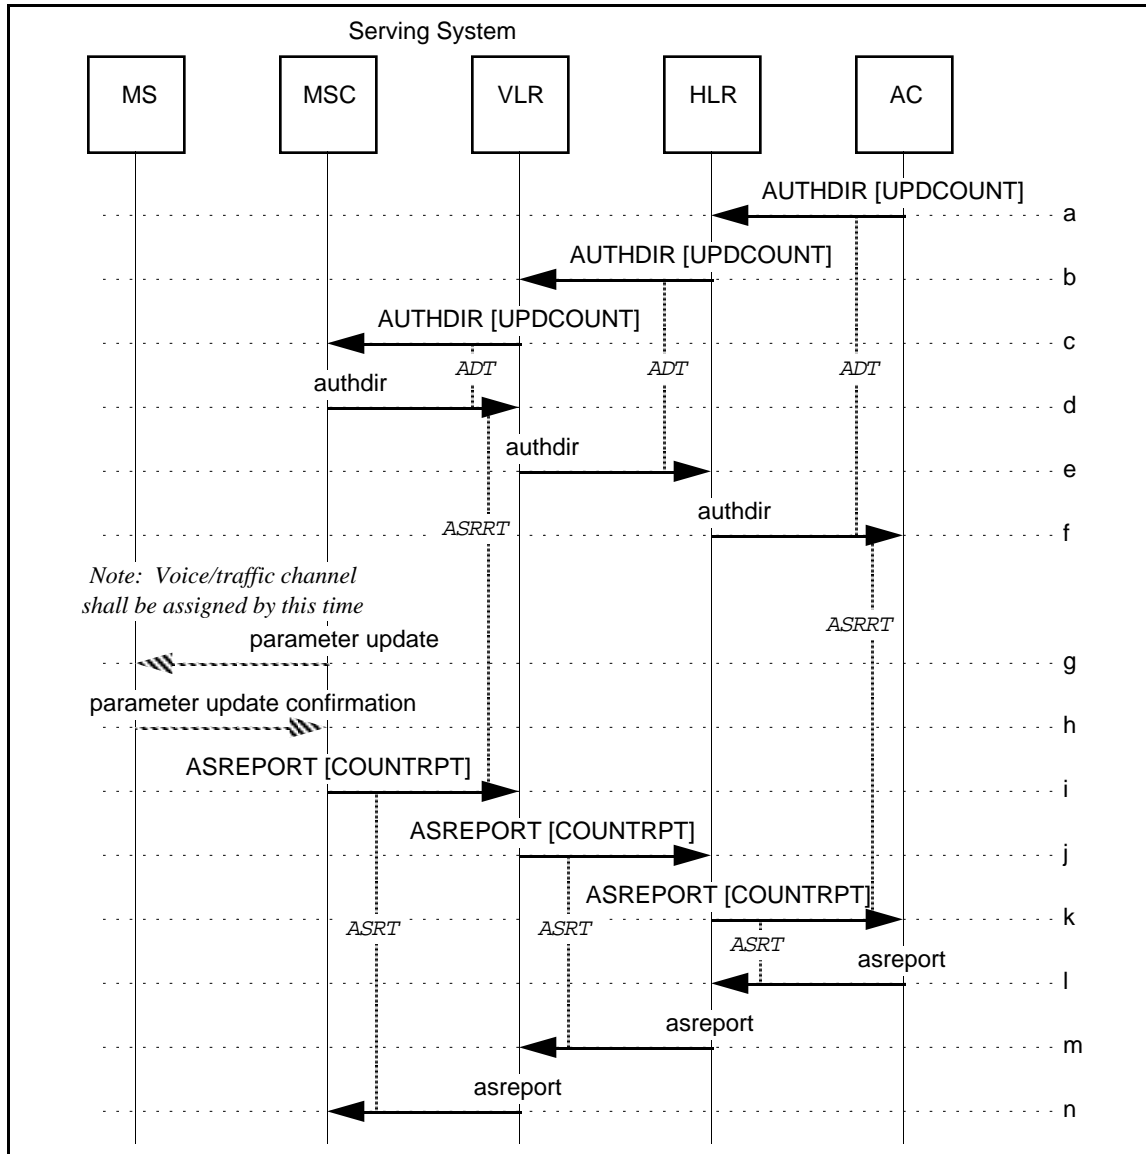 Serving System
MS
MSC
VLR
HLR
AC
AUTHDIR [UPDCOUNT]
a
AUTHDIR [UPDCOUNT]
b
AUTHDIR [UPDCOUNT]
c
ADT
ADT
ADT
authdir
d
authdir
e
authdir
f
ASRRT
Note: Voice/traffic channel
shall be assigned by this time
ASRRT
parameter update
g
parameter update confirmation
h
ASREPORT [COUNTRPT]
i
ASREPORT [COUNTRPT]
j
ASREPORT [COUNTRPT]
k
ASRT
ASRT
ASRT
asreport
l
asreport
m
asreport
n